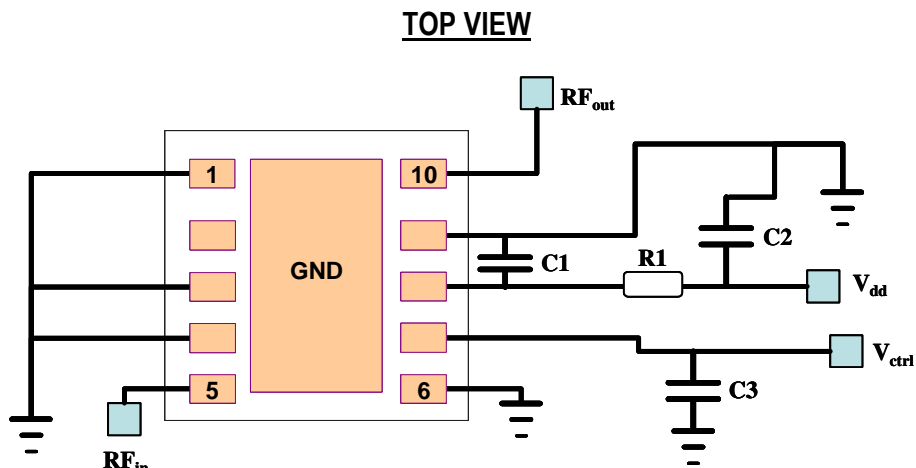 TOP VIEW
RFout
1
10
GND
C1
R1
C2
Vdd
Vctrl
C3
5
6
RFin